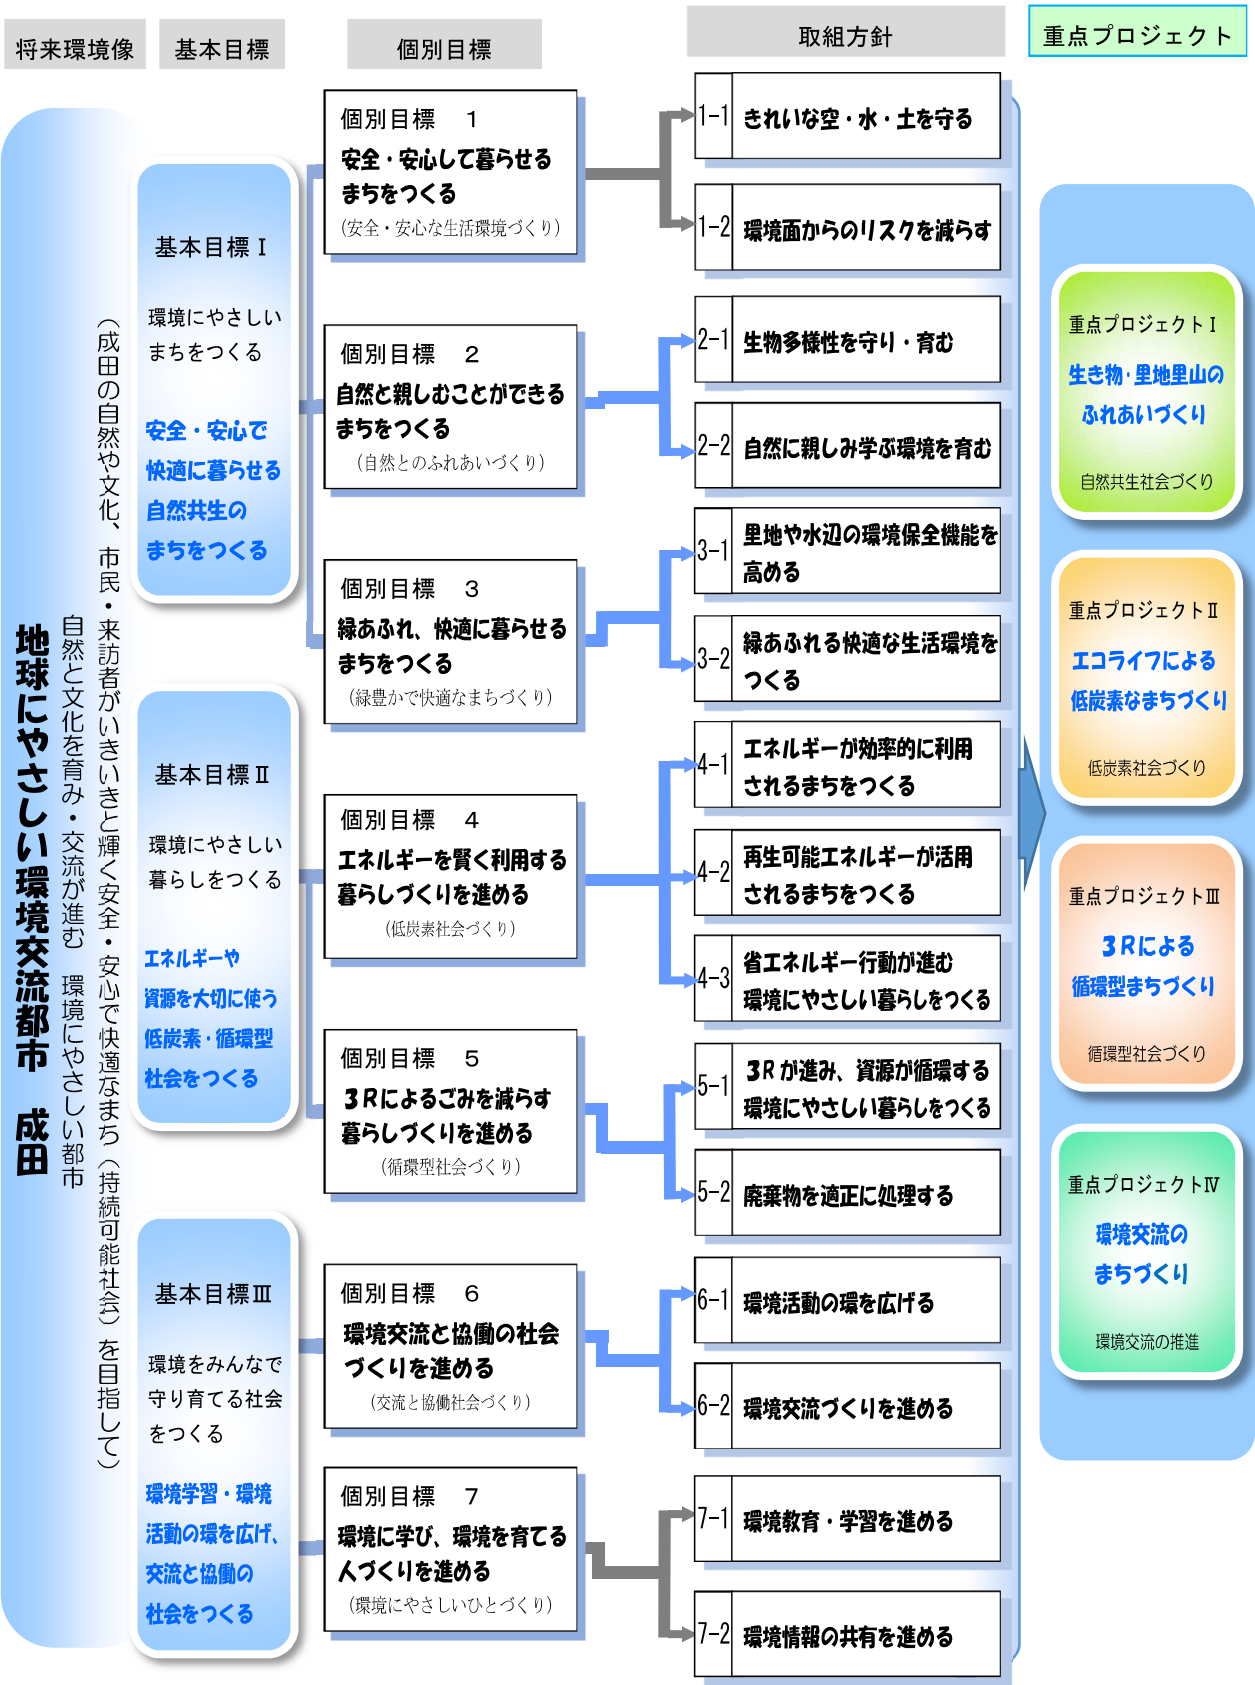 将来環境像
基本目標
個別目標
取組方針
重点プロジェクト
地球にやさしい環境交流都市　成田
自然と文化を育み・交流が進む　環境にやさしい都市
（成田の自然や文化、市民・来訪者がいきいきと輝く安全・安心で快適なまち（持続可能社会）を目指して）
基本目標Ⅰ
環境にやさしい
まちをつくる
安全・安心で
快適に暮らせる
自然共生の
まちをつくる
基本目標Ⅱ
環境にやさしい
暮らしをつくる
エネルギーや
資源を大切に使う
低炭素・循環型
社会をつくる
基本目標Ⅲ
環境をみんなで
守り育てる社会
をつくる
環境学習・環境
活動の環を広げ、
交流と協働の
社会をつくる
個別目標　1
安全・安心して暮らせる
まちをつくる
（安全・安心な生活環境づくり）
個別目標　2
自然と親しむことができる
まちをつくる
（自然とのふれあいづくり）
個別目標　3
緑あふれ、快適に暮らせる
まちをつくる
（緑豊かで快適なまちづくり）
個別目標　4
エネルギーを賢く利用する
暮らしづくりを進める
（低炭素社会づくり）
個別目標　5
３Ｒによるごみを減らす
暮らしづくりを進める
（循環型社会づくり）
個別目標　6
環境交流と協働の社会
づくりを進める
（交流と協働社会づくり）
個別目標　7
環境に学び、環境を育てる
人づくりを進める
（環境にやさしいひとづくり）
1-1 きれいな空・水・土を守る
1-2 環境面からのリスクを減らす
2-1 生物多様性を守り・育む
2-2 自然に親しみ学ぶ環境を育む
3-1 里地や水辺の環境保全機能を
高める
3-2 緑あふれる快適な生活環境を
つくる
4-1 エネルギーが効率的に利用
されるまちをつくる
4-2 再生可能エネルギーが活用
されるまちをつくる
4-3 省エネルギー行動が進む
環境にやさしい暮らしをつくる
5-1 ３Ｒが進み、資源が循環する
環境にやさしい暮らしをつくる
5-2 廃棄物を適正に処理する
6-1 環境活動の環を広げる
6-2 環境交流づくりを進める
7-1 環境教育・学習を進める
7-2 環境情報の共有を進める
重点プロジェクトⅠ
生き物・里地里山の
ふれあいづくり
自然共生社会づくり
重点プロジェクトⅡ
エコライフによる
低炭素なまちづくり
低炭素社会づくり
重点プロジェクトⅢ
３Ｒによる
循環型まちづくり
循環型社会づくり
重点プロジェクトⅣ
環境交流の
まちづくり
環境交流の推進